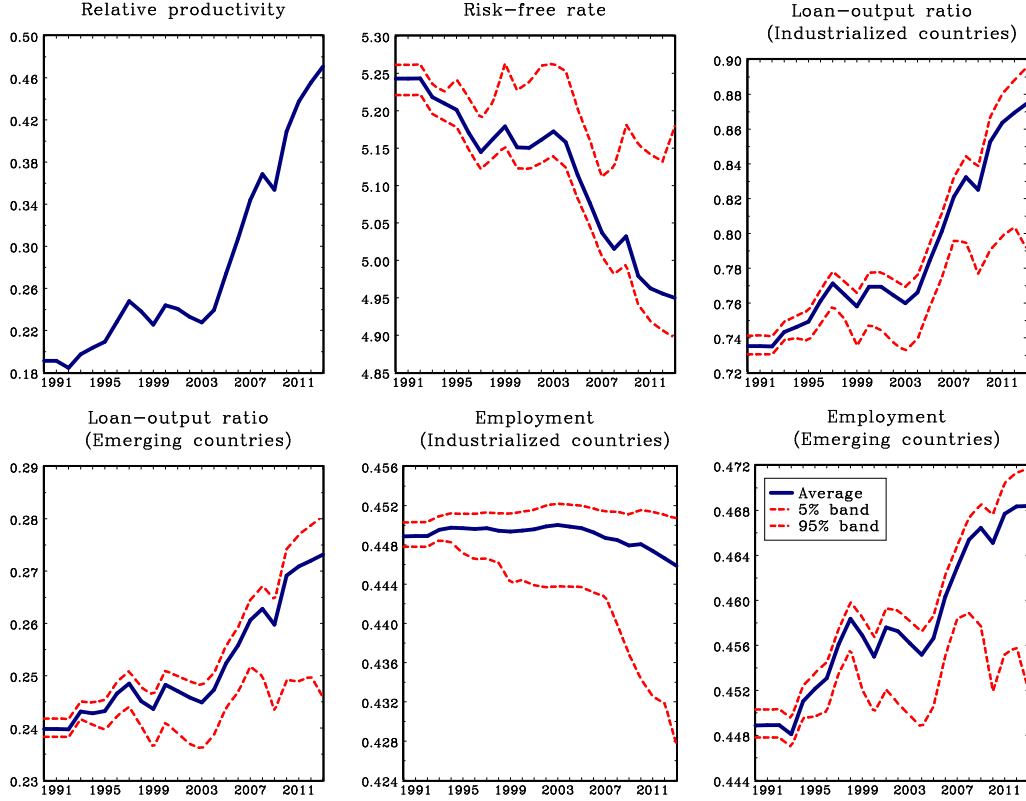 Relative productivity
0.50
0.46
0.42
0.38
0.34
0.30
0.26
0.22
0.18
1991 1995 1999 2003 2007 2011
Risk-free rate
5.30
5.25
5.20
5.15
5.10
5.05
5.00
4.95
4.90
4.85
1991 1995 1999 2003 2007 2011
Loan-output ratio
(Industrialized countries)
0.90
0.88
0.86
0.84
0.82
0.80
0.78
0.76
0.74
0.72
1991 1995 1999 2003 2007 2011
Loan-output ratio
(Emerging countries)
0.29
0.28
0.27
0.26
0.25
0.24
0.23
1991 1995 1999 2003 2007 2011
Employment
(Industrialized countries)
0.456
0.452
0.448
0.444
0.440
0.436
0.432
0.428
0.424
1991 1995 1999 2003 2007 2011
Employment
(Emerging countries)
0.472
0.468
0.464
0.460
0.456
0.452
0.448
0.444
Average
5% band
95% band
1991 1995 1999 2003 2007 2011